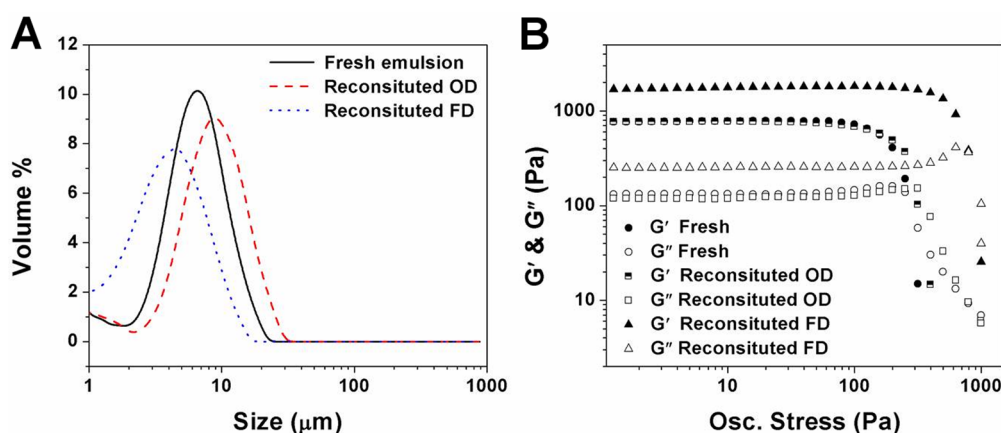 A
Volume %
12
10
8
6
4
2
0
Fresh emulsion
Reconsituted OD
Reconsituted FD
1
10
100
1000
Size (μm)
B
G′ & G″ (Pa)
1000
100
10
G′ Fresh
G″ Fresh
G′ Reconsituted OD
G″ Reconsituted OD
G′ Reconsituted FD
G″ Reconsituted FD
10
100
1000
Osc. Stress (Pa)